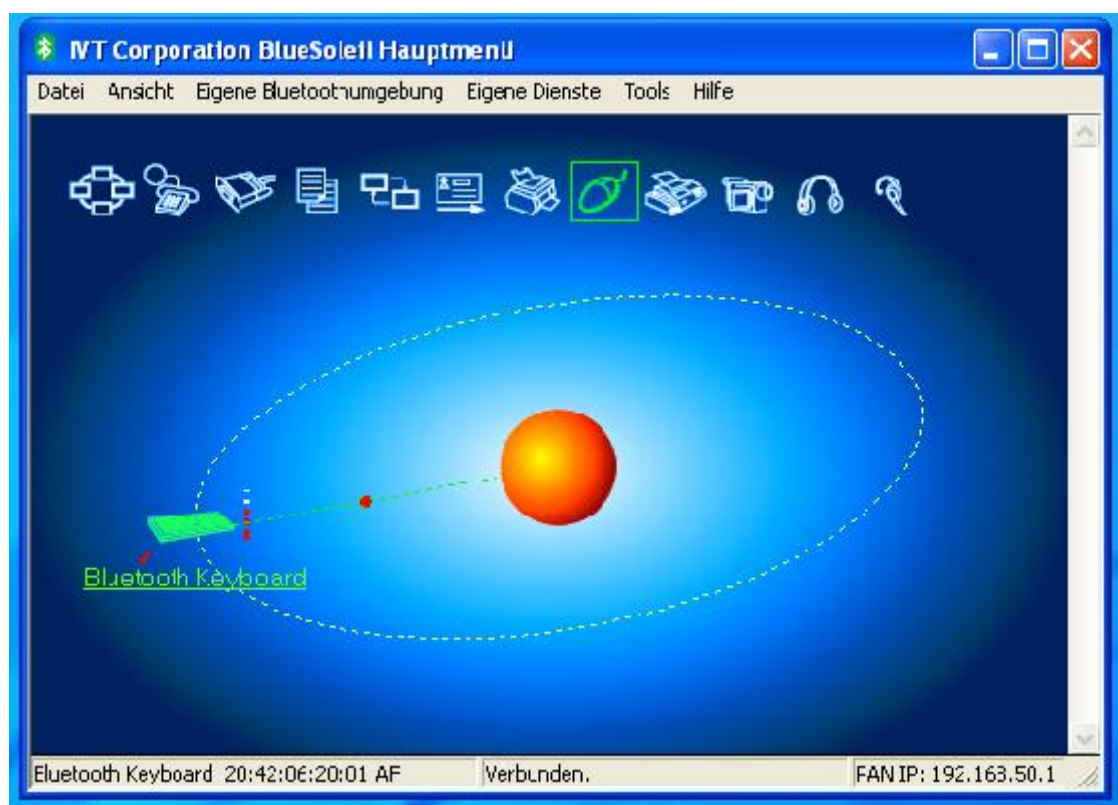 IVT Corporation BlueSoleil Hauptmenü
Datei Ansicht Eigene Bluetoothumgebung Eigene Dienste Tools Hilfe
Bluetooth Keyboard
Bluetooth Keyboard 20:42:06:20:01 AF Verbunden. PAN IP: 192.168.50.1